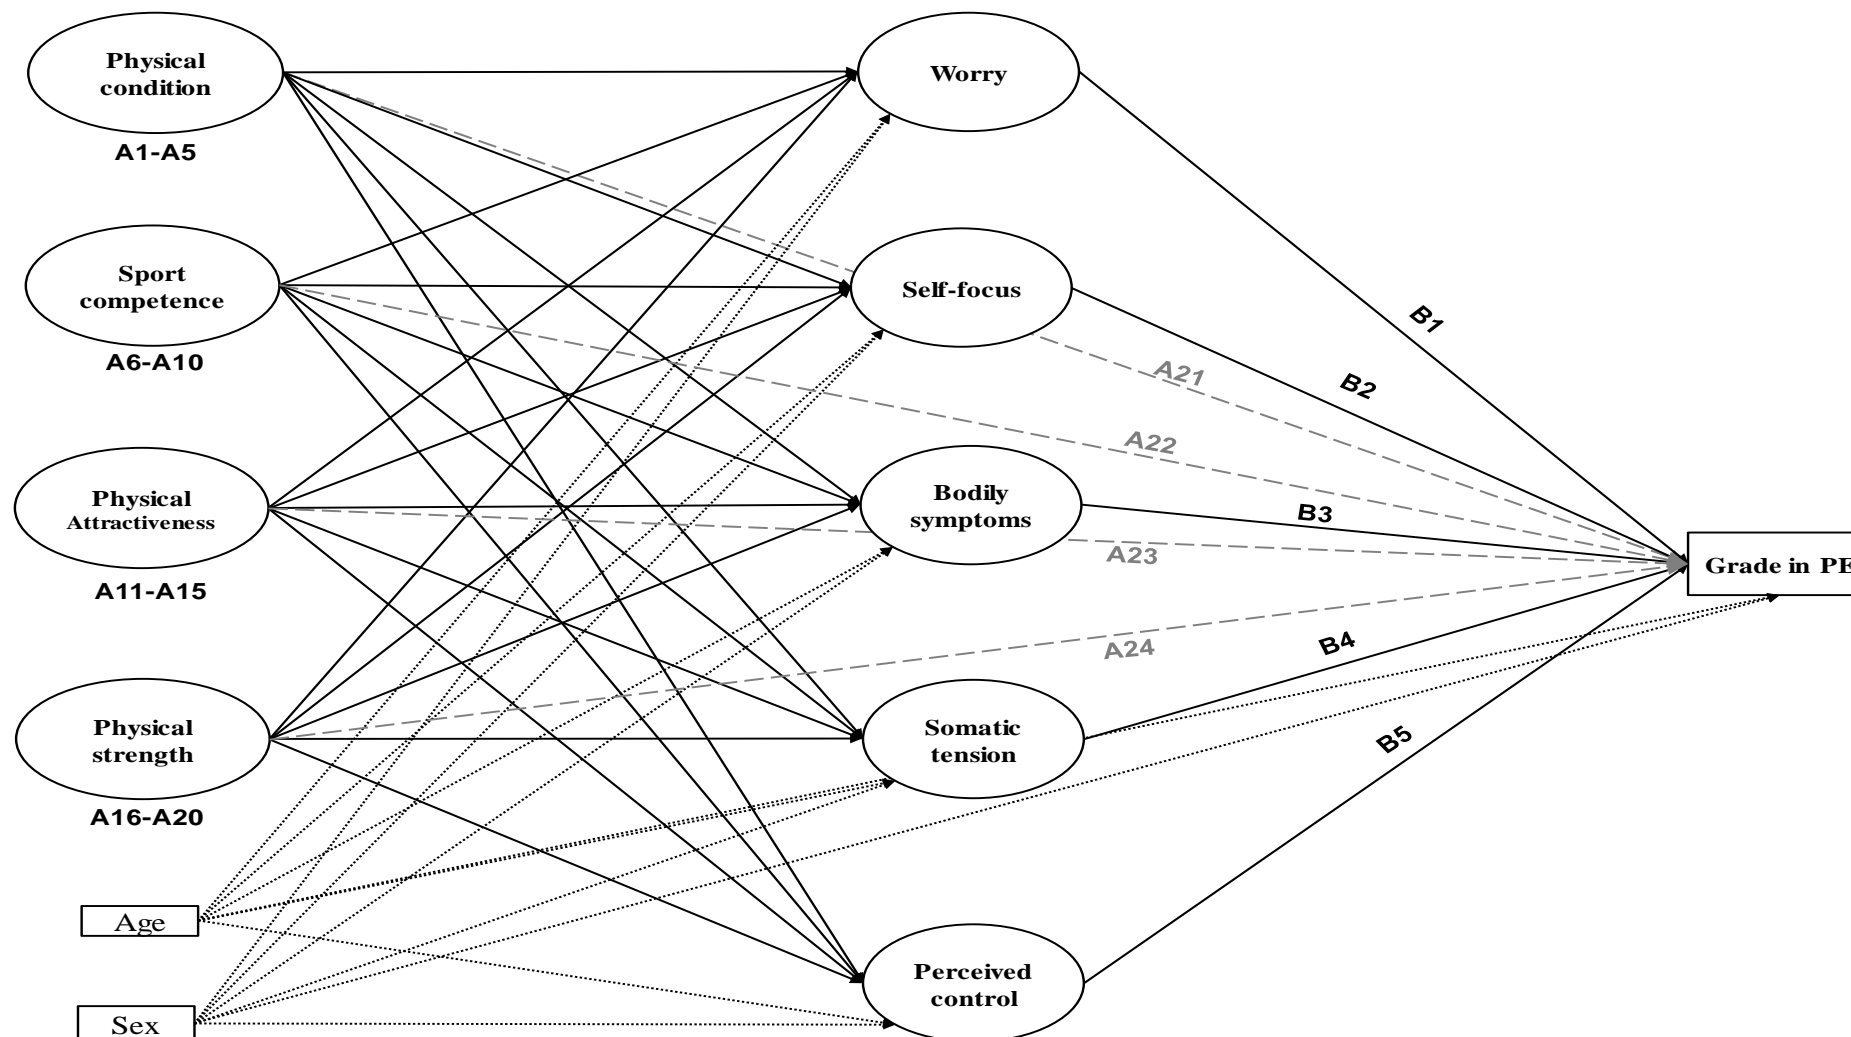 Physical
condition
A1-A5
Worry
Sport
competence
A6-A10
Self-focus
B1
A21
B2
A22
Physical
Attractiveness
A11-A15
Bodily
symptoms
B3
A23
Grade in PE
A24
B4
Physical
strength
A16-A20
Somatic
tension
B5
Age
Perceived
control
Sex